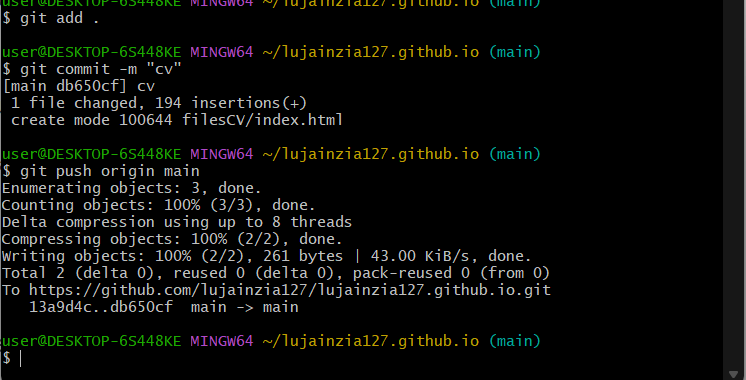 user@DESKTOP-6S448KE MINGW64 ~/lujainzia127.github.io (main)
$ git add .
user@DESKTOP-6S448KE MINGW64 ~/lujainzia127.github.io (main)
$ git commit -m "cv"
[main db650cf] cv
 1 file changed, 194 insertions(+)
 create mode 100644 filesCV/index.html
user@DESKTOP-6S448KE MINGW64 ~/lujainzia127.github.io (main)
$ git push origin main
Enumerating objects: 3, done.
Counting objects: 100% (3/3), done.
Delta compression using up to 8 threads
Compressing objects: 100% (2/2), done.
Writing objects: 100% (2/2), 261 bytes | 43.00 KiB/s, done.
Total 2 (delta 0), reused 0 (delta 0), pack-reused 0 (from 0)
To https://github.com/lujainzia127/lujainzia127.github.io.git
   13a9d4c..db650cf  main -> main
user@DESKTOP-6S448KE MINGW64 ~/lujainzia127.github.io (main)
$